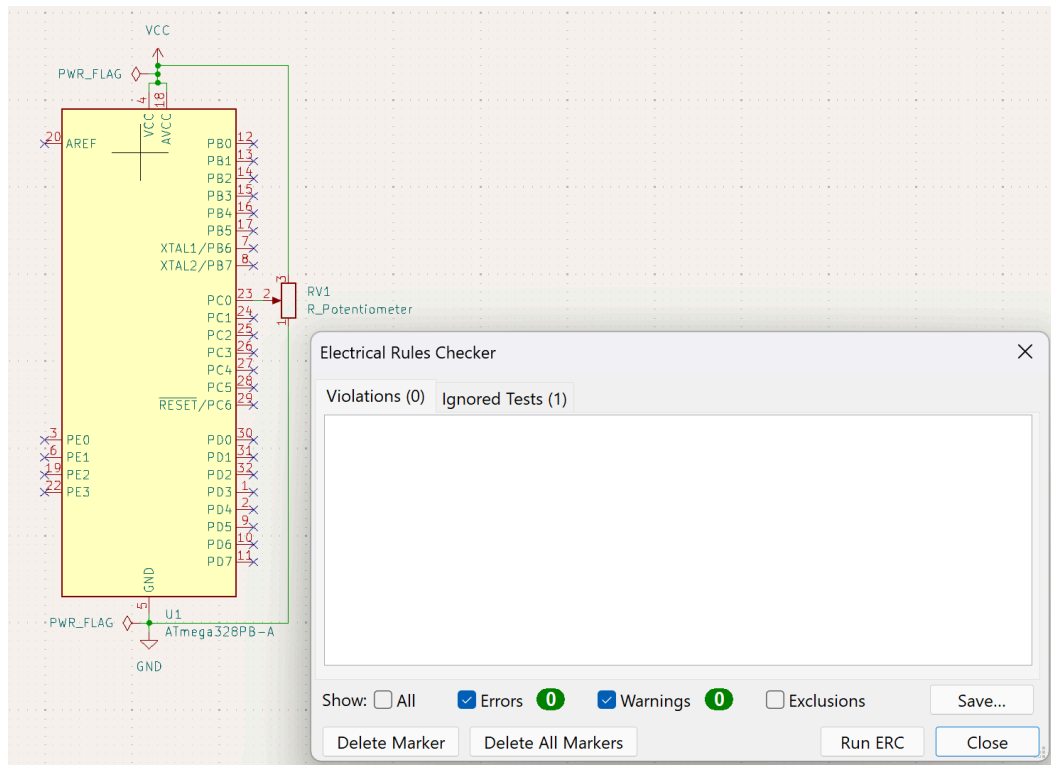 VCC
PWR_FLAG
4 18
VCC
AVCC
20 AREF
PB0 12
PB1 13
PB2 14
PB3 15
PB4 16
PB5 17
XTAL1/PB6 7
XTAL2/PB7 8
PC0 23 2
3
1
RV1
R_Potentiometer
PC1 24
PC2 25
PC3 26
PC4 27
PC5 28
RESET/PC6 29
3 PE0
6 PE1
19 PE2
22 PE3
PD0 30
PD1 31
PD2 32
PD3 1
PD4 2
PD5 9
PD6 10
PD7 11
GND
5
U1
ATmega328PB-A
PWR_FLAG
GND
Electrical Rules Checker
Violations (0) Ignored Tests (1)
Show: All Errors 0 Warnings 0 Exclusions Save...
Delete Marker Delete All Markers Run ERC Close